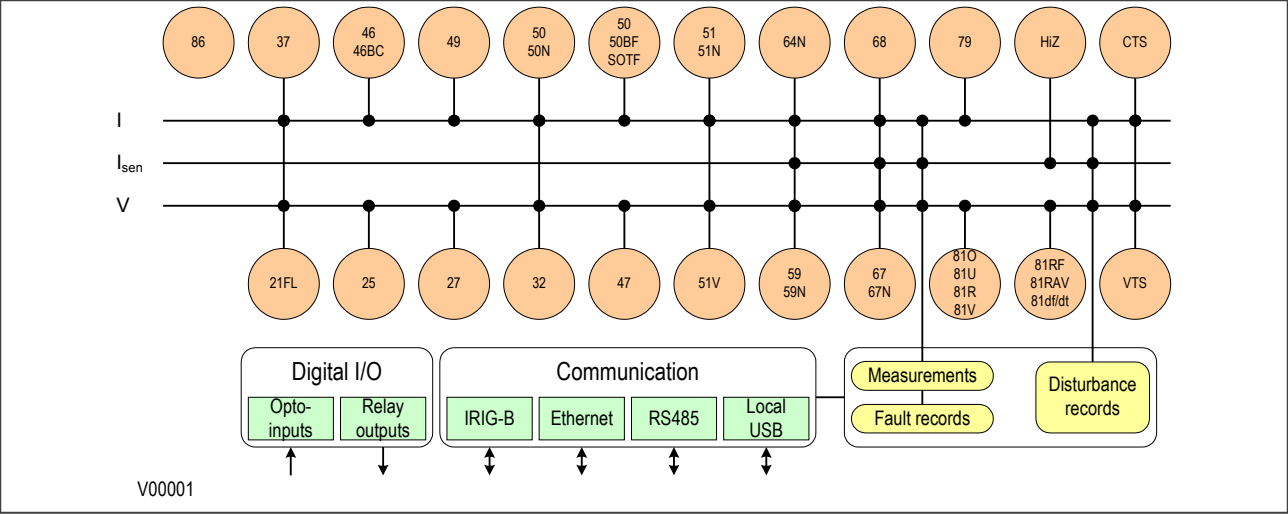 86
37
46
46BC
49
50
50N
50
50BF
SOTF
51
51N
64N
68
79
HiZ
CTS
I
Isen
V
21FL
25
27
32
47
51V
59
59N
67
67N
81O
81U
81R
81V
81RF
81RAV
81df/dt
VTS
Digital I/O
Opto-
inputs
Relay
outputs
Communication
IRIG-B
Ethernet
RS485
Local
USB
Measurements
Fault records
Disturbance
records
V00001